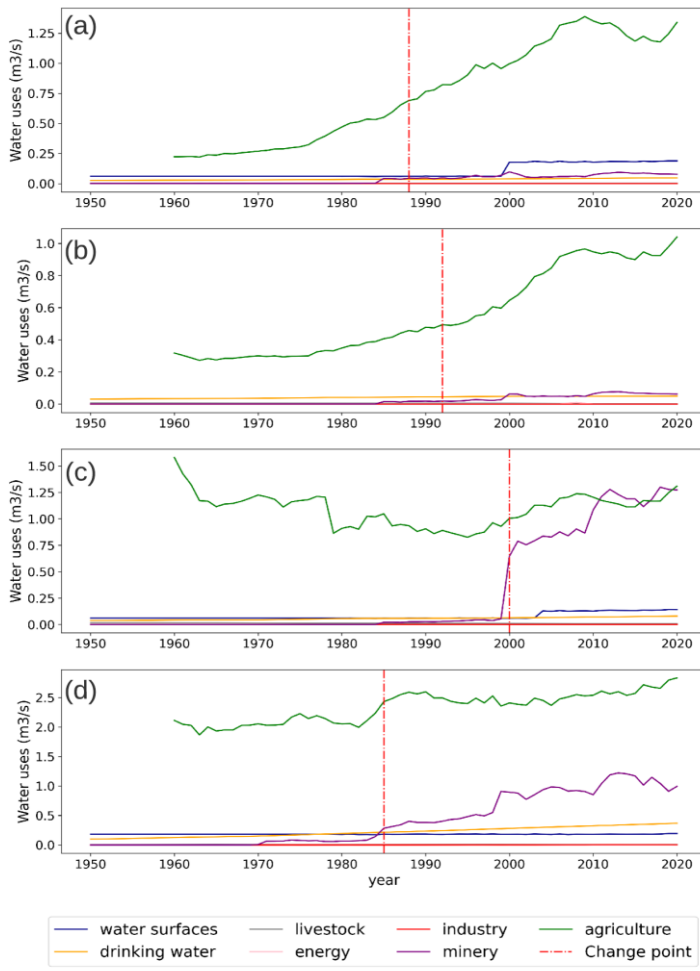 (a)
Water uses (m3/s)
1.25
1.00
0.75
0.50
0.25
0.00
1950 1960 1970 1980 1990 2000 2010 2020
(b)
Water uses (m3/s)
1.0
0.8
0.6
0.4
0.2
0.0
1950 1960 1970 1980 1990 2000 2010 2020
(c)
Water uses (m3/s)
1.50
1.25
1.00
0.75
0.50
0.25
0.00
1950 1960 1970 1980 1990 2000 2010 2020
(d)
Water uses (m3/s)
2.5
2.0
1.5
1.0
0.5
0.0
1950 1960 1970 1980 1990 2000 2010 2020
year
water surfaces livestock industry agriculture
drinking water energy minery Change point